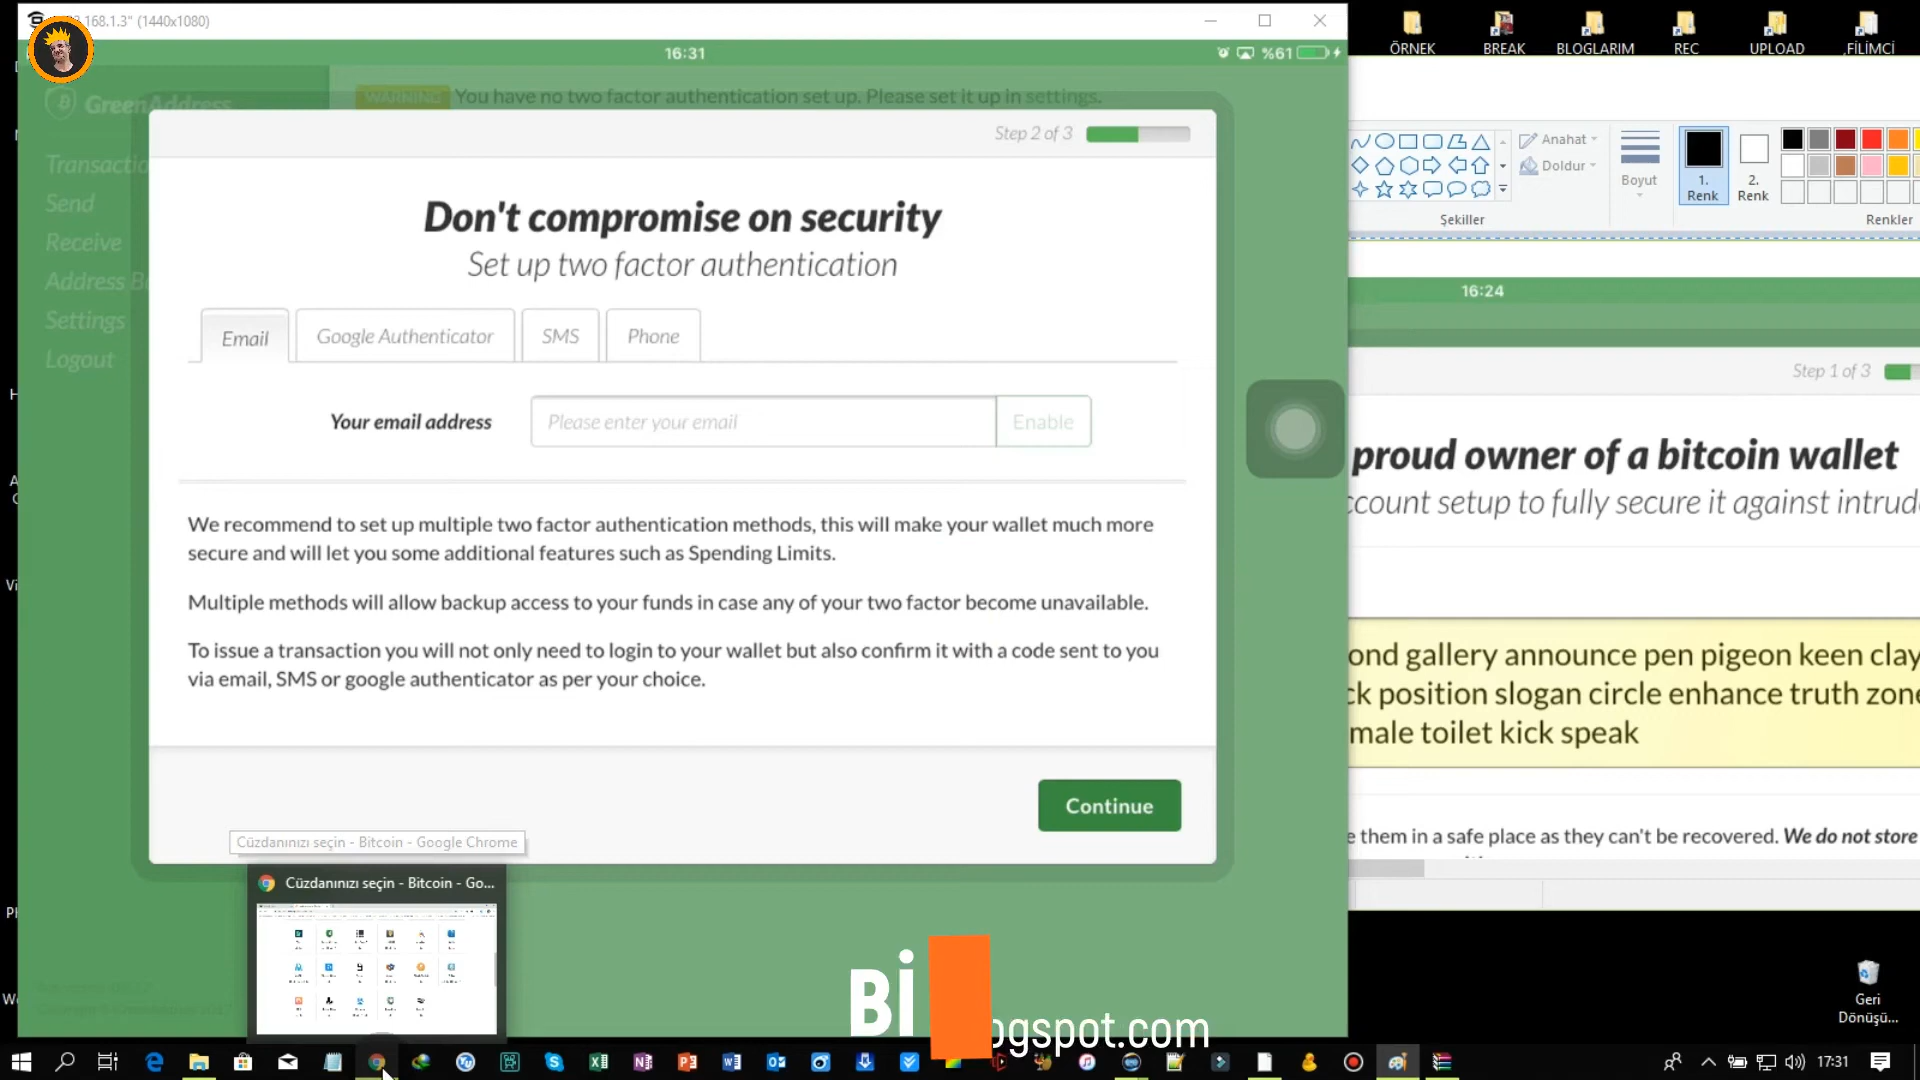 168.1.3" (1440x1080)
16:31
%61
GreenAddress
WARNING You have no two factor authentication set up. Please set it up in settings.
Step 2 of 3
Send
Receive
Settings
Logout
Don't compromise on security
Set up two factor authentication
Email
Google Authenticator
SMS
Phone
Your email address
Please enter your email
Enable
We recommend to set up multiple two factor authentication methods, this will make your wallet much more
secure and will let you some additional features such as Spending Limits.
Multiple methods will allow backup access to your funds in case any of your two factor become unavailable.
To issue a transaction you will not only need to login to your wallet but also confirm it with a code sent to you
via email, SMS or google authenticator as per your choice.
Continue
Cüzdanınızı seçin - Bitcoin - Google Chrome
Cüzdanınızı seçin - Bitcoin - Go...
ÖRNEK
BREAK
BLOGLARIM
REC
UPLOAD
FİLİMCİ
Anahat
Doldur
Boyut
1.
Renk
2.
Renk
Şekiller
Renkler
16:24
Step 1 of 3
proud owner of a bitcoin wallet
ccount setup to fully secure it against intrud
ond gallery announce pen pigeon keen clay
ck position slogan circle enhance truth zone
male toilet kick speak
e them in a safe place as they can't be recovered. We do not store
Geri
Dönüşü...
Bİ
ogspot.com
17:31